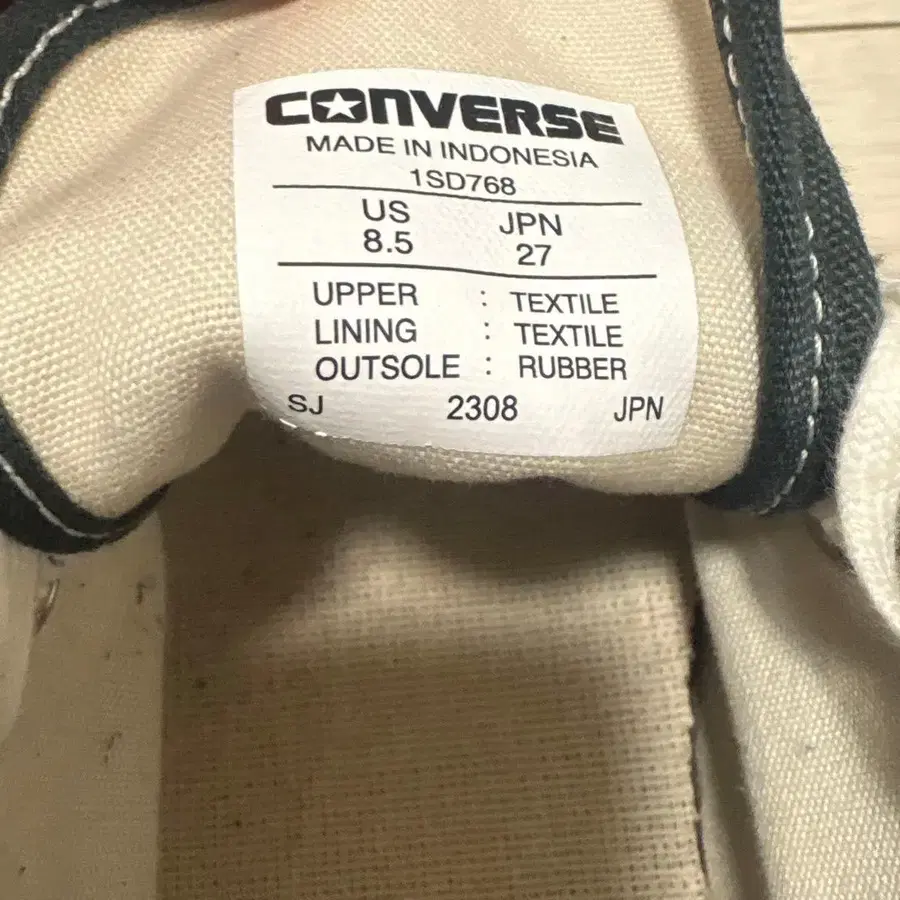 CONVERSE
MADE IN INDONESIA
1SD768
US JPN
8.5 27
UPPER : TEXTILE
LINING : TEXTILE
OUTSOLE : RUBBER
SJ 2308 JPN